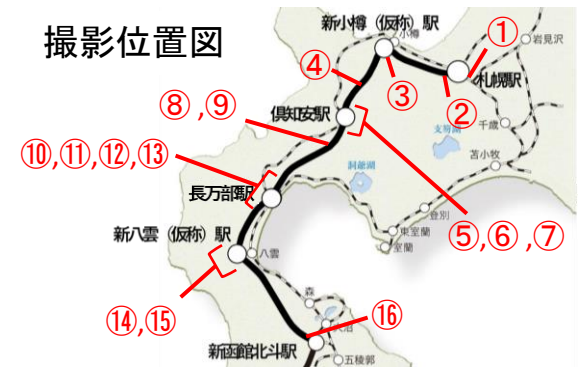 撮影位置図
新小樽（仮称）駅
小樽
①
岩見沢
④
札幌駅
③
②
⑧,⑨
倶知安駅
千歳
支笏湖
⑩,⑪,⑫,⑬
苫小牧
洞爺湖
長万部駅
登別
⑤,⑥,⑦
東室蘭
新八雲（仮称）駅
室蘭
八雲
⑭,⑮
森
⑯
大沼
新函館北斗駅
五稜郭